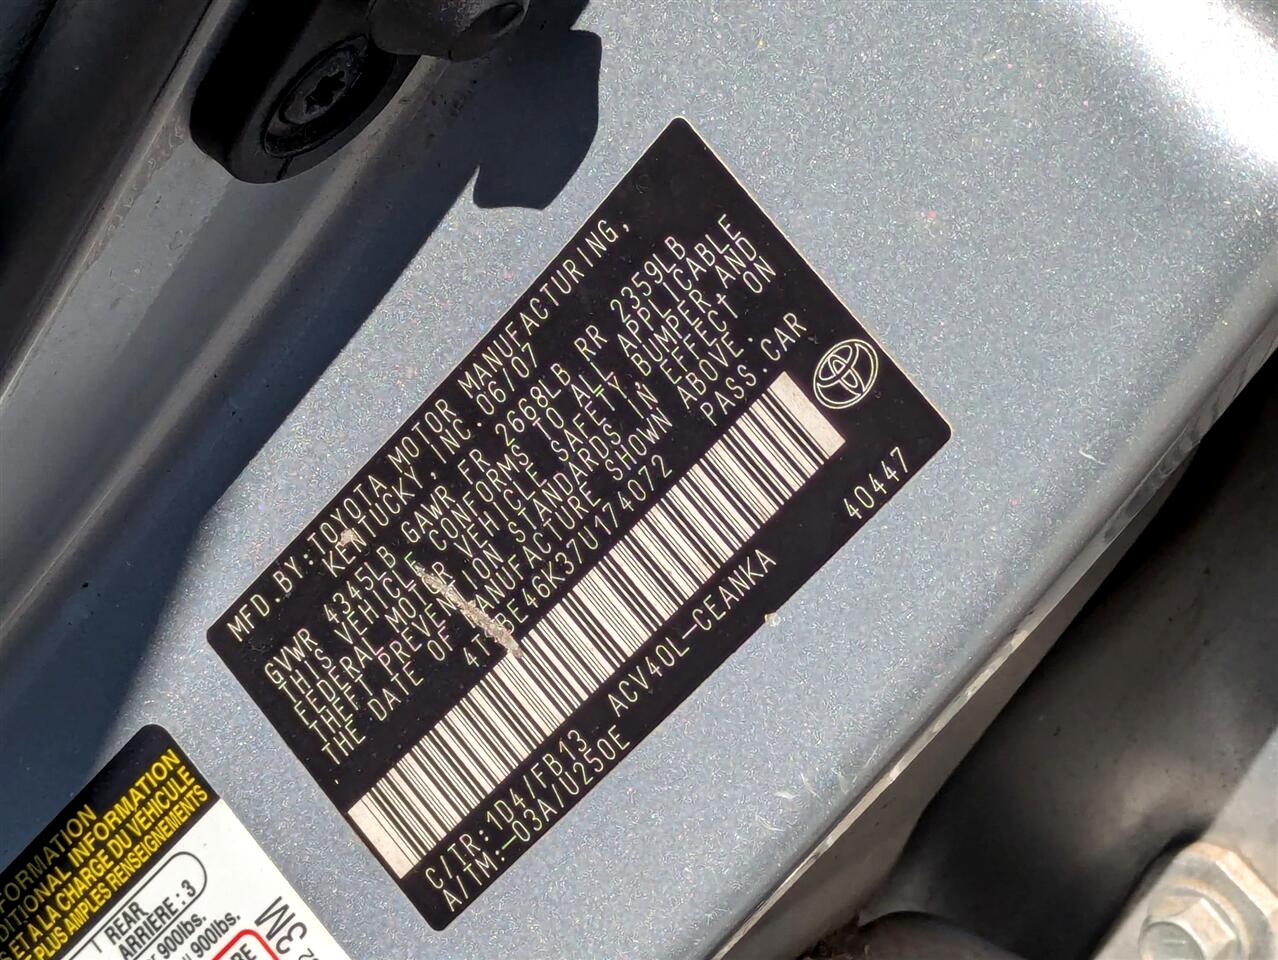 MFD.BY:TOYOTA MOTOR MANUFACTURING,
KENTUCKY,INC. 06/07
GVWR 4345LB GAWR FR 2668LB RR 2359LB
THIS VEHICLE CONFORMS TO ALL APPLICABLE
FEDERAL MOTOR VEHICLE SAFETY,BUMPER,AND
THEFT PREVENTION STANDARDS IN EFFECT ON
THE DATE OF MANUFACTURE SHOWN ABOVE.
4T1BE46K37U174072 PASS.CAR
C/TR:1D4/FB13 ACV40L-CEANKA 40447
A/TM:-03A/U250E
INFORMATION
ADDITIONAL INFORMATION
ET A LA CHARGE DU VÉHICULE
PLUS AMPLES RENSEIGNEMENTS
REAR
ARRIÈRE : 3
900lbs.
900lbs.
3M